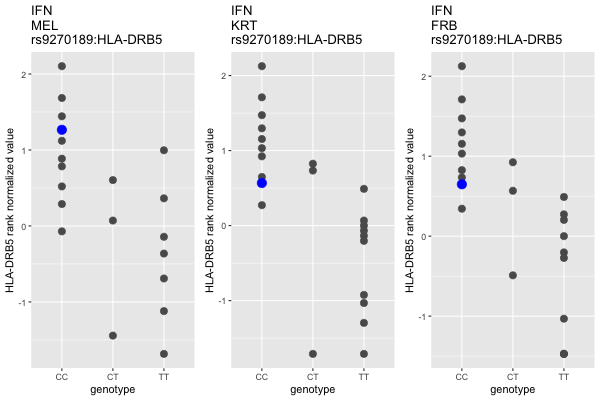 IFN
MEL
rs9270189:HLA-DRB5
HLA-DRB5 rank normalized value
2
1
0
-1
CC CT TT
genotype
IFN
KRT
rs9270189:HLA-DRB5
HLA-DRB5 rank normalized value
2
1
0
-1
CC CT TT
genotype
IFN
FRB
rs9270189:HLA-DRB5
HLA-DRB5 rank normalized value
2
1
0
-1
CC CT TT
genotype